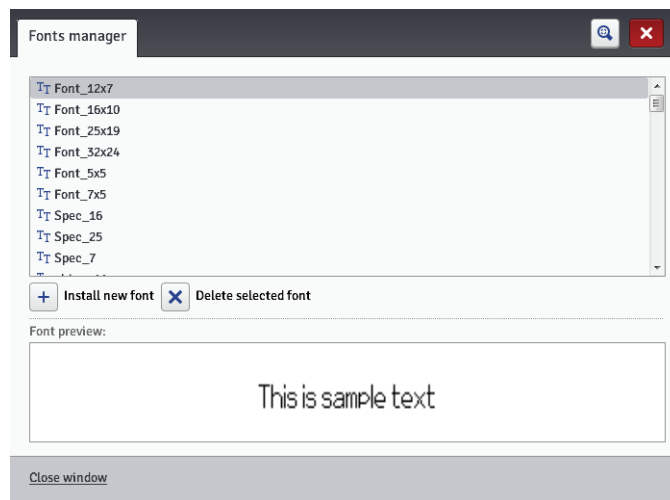 Fonts manager
Font_12x7
Font_16x10
Font_25x19
Font_32x24
Font_5x5
Font_7x5
Spec_16
Spec_25
Spec_7
Install new font Delete selected font
Font preview:
This is sample text
Close window